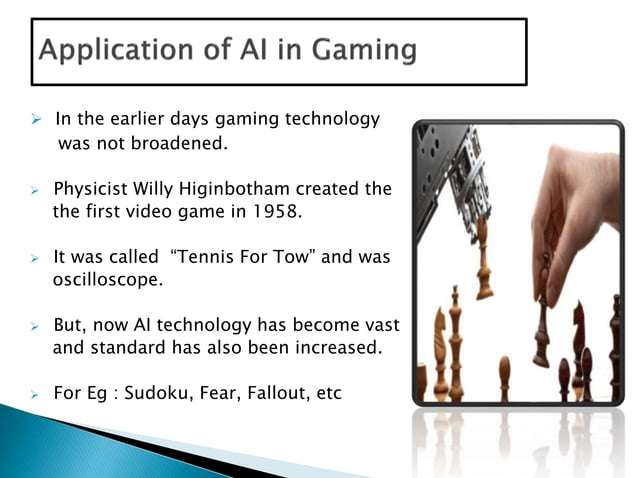 Application of AI in Gaming
In the earlier days gaming technology
was not broadened.
Physicist Willy Higinbotham created the
the first video game in 1958.
It was called “Tennis For Tow” and was
oscilloscope.
But, now AI technology has become vast
and standard has also been increased.
For Eg : Sudoku, Fear, Fallout, etc